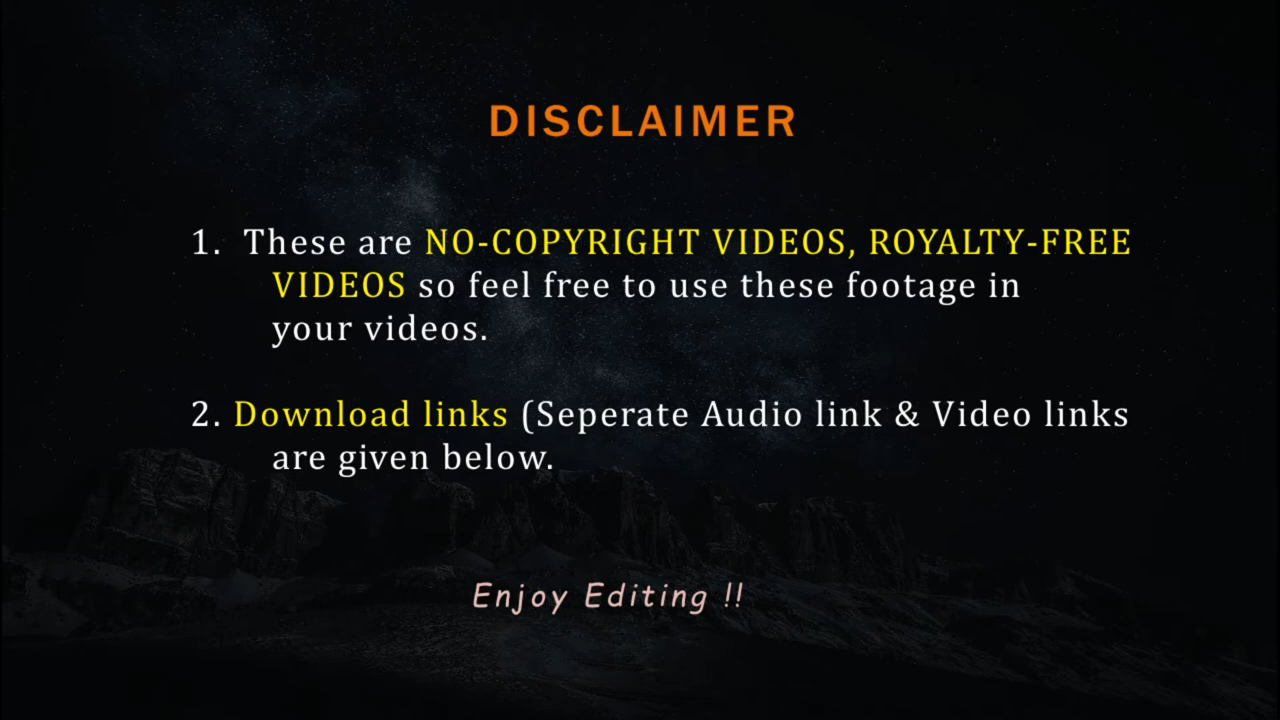 DISCLAIMER
1. These are NO-COPYRIGHT VIDEOS, ROYALTY-FREE
VIDEOS so feel free to use these footage in
your videos.
2. Download links (Seperate Audio link & Video links
are given below.
Enjoy Editing !!